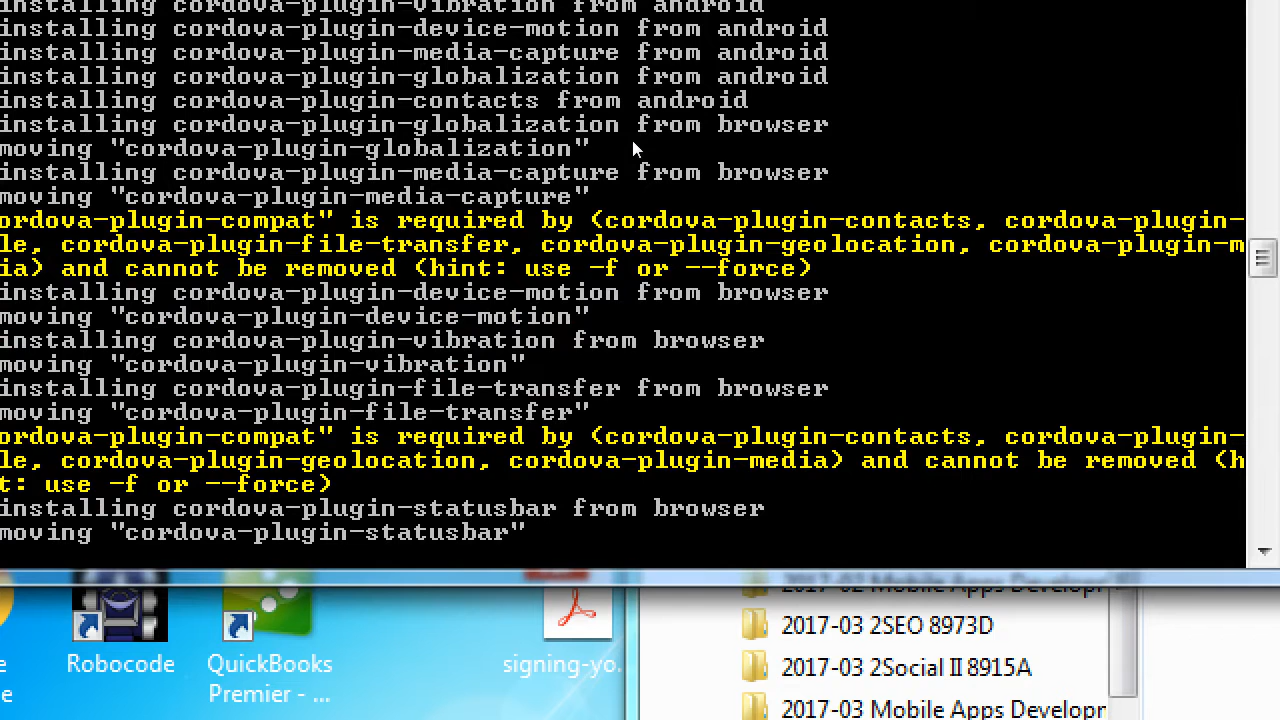 installing cordova-plugin-vibration from android
installing cordova-plugin-device-motion from android
installing cordova-plugin-media-capture from android
installing cordova-plugin-globalization from android
installing cordova-plugin-contacts from android
installing cordova-plugin-globalization from browser
moving "cordova-plugin-globalization"
installing cordova-plugin-media-capture from browser
moving "cordova-plugin-media-capture"
ordova-plugin-compat" is required by (cordova-plugin-contacts, cordova-plugin-
le, cordova-plugin-file-transfer, cordova-plugin-geolocation, cordova-plugin-m
ia) and cannot be removed (hint: use -f or --force)
installing cordova-plugin-device-motion from browser
moving "cordova-plugin-device-motion"
installing cordova-plugin-vibration from browser
moving "cordova-plugin-vibration"
installing cordova-plugin-file-transfer from browser
moving "cordova-plugin-file-transfer"
ordova-plugin-compat" is required by (cordova-plugin-contacts, cordova-plugin-
le, cordova-plugin-geolocation, cordova-plugin-media) and cannot be removed (h
t: use -f or --force)
installing cordova-plugin-statusbar from browser
moving "cordova-plugin-statusbar"
2017-02 Mobile Apps Developr
e
e
Robocode
QuickBooks
Premier - ...
signing-yo.
2017-03 2SEO 8973D
2017-03 2Social II 8915A
2017-03 Mobile Apps Developr